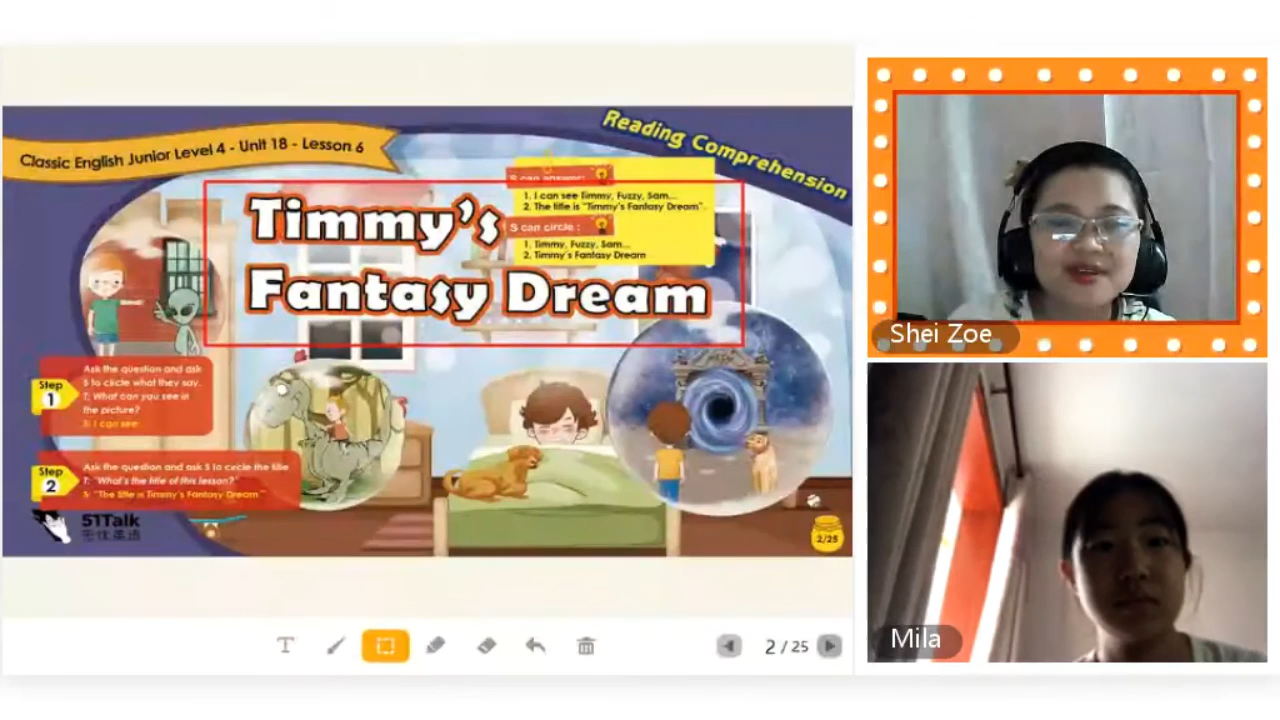 Reading Comprehension
Classic English Junior Level 4 - Unit 18 - Lesson 6
S can answer:
1. I can see Timmy, Fuzzy, Sam...
2. The title is "Timmy's Fantasy Dream".
S can circle :
1. Timmy, Fuzzy, Sam...
2. Timmy's Fantasy Dream
Timmy's
Fantasy Dream
Step
1
Ask the question and ask
S to circle what they say.
T: What can you see in
the picture?
S: I can see
Step
2
Ask the question and ask S to circle the title
T: "What's the title of this lesson?"
S: "The title is Timmy's Fantasy Dream "
51Talk
无忧英语
2/25
T
2 / 25
Shei Zoe
Mila